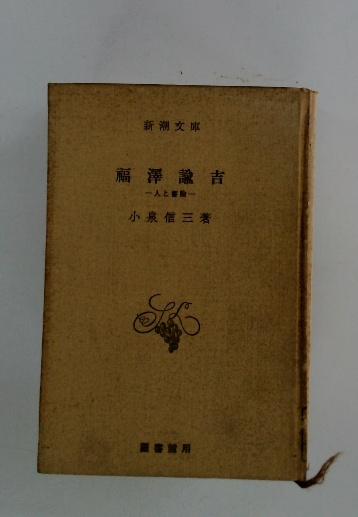 新潮文庫
福澤諭吉
―人と書翰―
小泉信三著
圖書館用